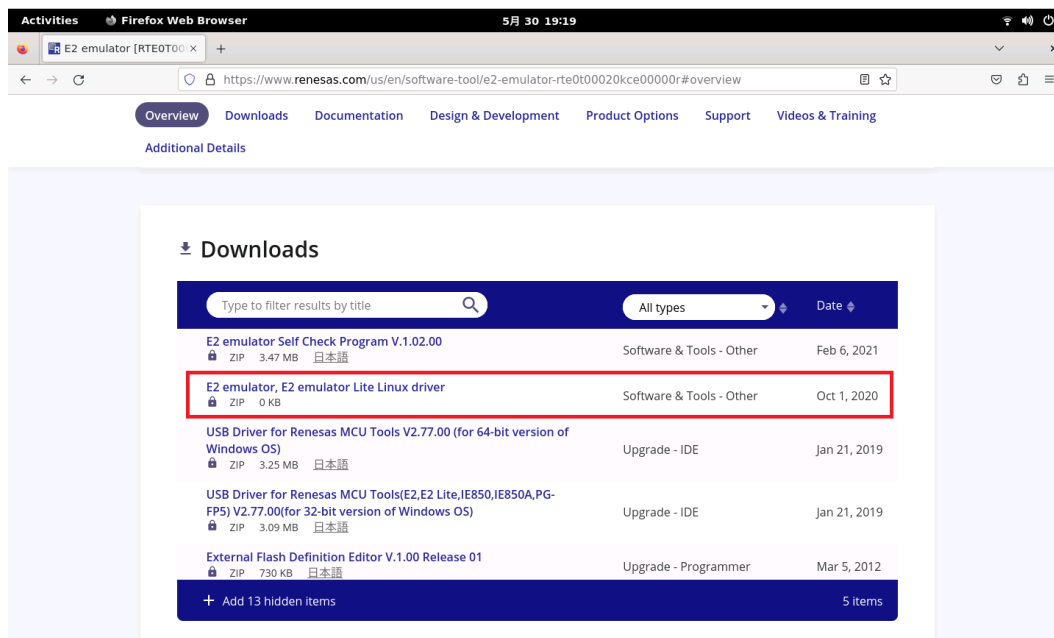 Activities Firefox Web Browser 5月 30 19:19
E2 emulator [RTE0T00 × +
https://www.renesas.com/us/en/software-tool/e2-emulator-rte0t00020kce00000r#overview
Overview Downloads Documentation Design & Development Product Options Support Videos & Training
Additional Details
Downloads
Type to filter results by title All types Date
E2 emulator Self Check Program V.1.02.00
ZIP 3.47 MB 日本語 Software & Tools - Other Feb 6, 2021
E2 emulator, E2 emulator Lite Linux driver
ZIP 0 KB Software & Tools - Other Oct 1, 2020
USB Driver for Renesas MCU Tools V2.77.00 (for 64-bit version of
Windows OS) Upgrade - IDE Jan 21, 2019
ZIP 3.25 MB 日本語
USB Driver for Renesas MCU Tools(E2,E2 Lite,IE850,IE850A,PG-
FP5) V2.77.00(for 32-bit version of Windows OS) Upgrade - IDE Jan 21, 2019
ZIP 3.09 MB 日本語
External Flash Definition Editor V.1.00 Release 01
ZIP 730 KB 日本語 Upgrade - Programmer Mar 5, 2012
+ Add 13 hidden items 5 items